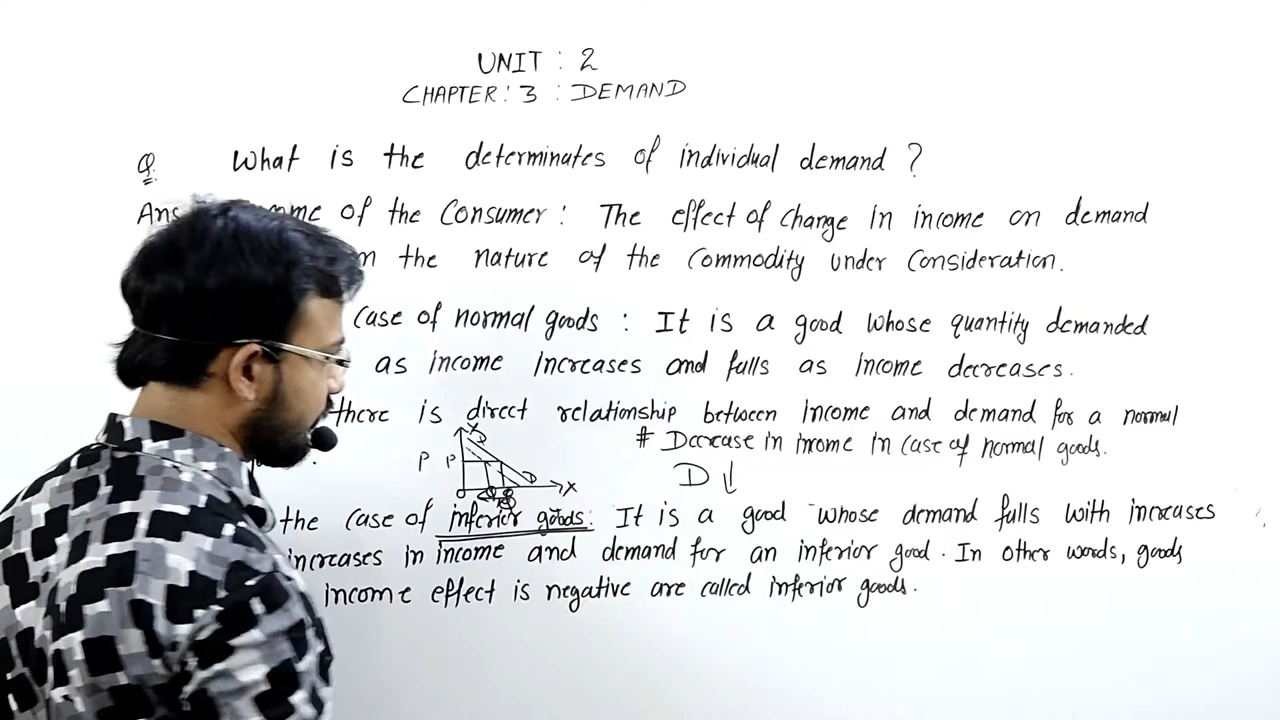 UNIT : 2
CHAPTER : 3 : DEMAND
Q. What is the determinates of individual demand ?
Ans of the Consumer : The effect of change in income on demand
the nature of the commodity under consideration.
case of normal goods : It is a good whose quantity demanded
as income increases and falls as income decreases.
there is direct relationship between income and demand for a normal
# Decrease in income in case of normal goods.
D ↓
Y
D
P P
D
O Q X
the case of inferior goods : It is a good whose demand falls with increases
increases in income and demand for an inferior good. In other words, goods
income effect is negative are called inferior goods.